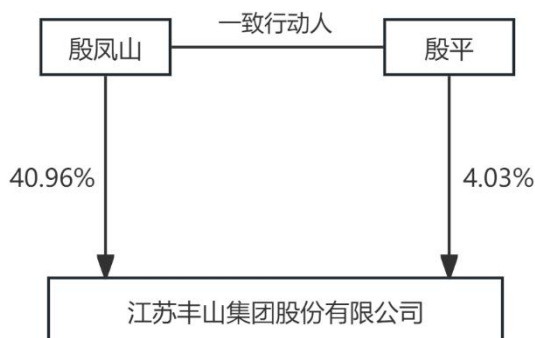 一致行动人
殷凤山
殷平
40.96%
4.03%
江苏丰山集团股份有限公司